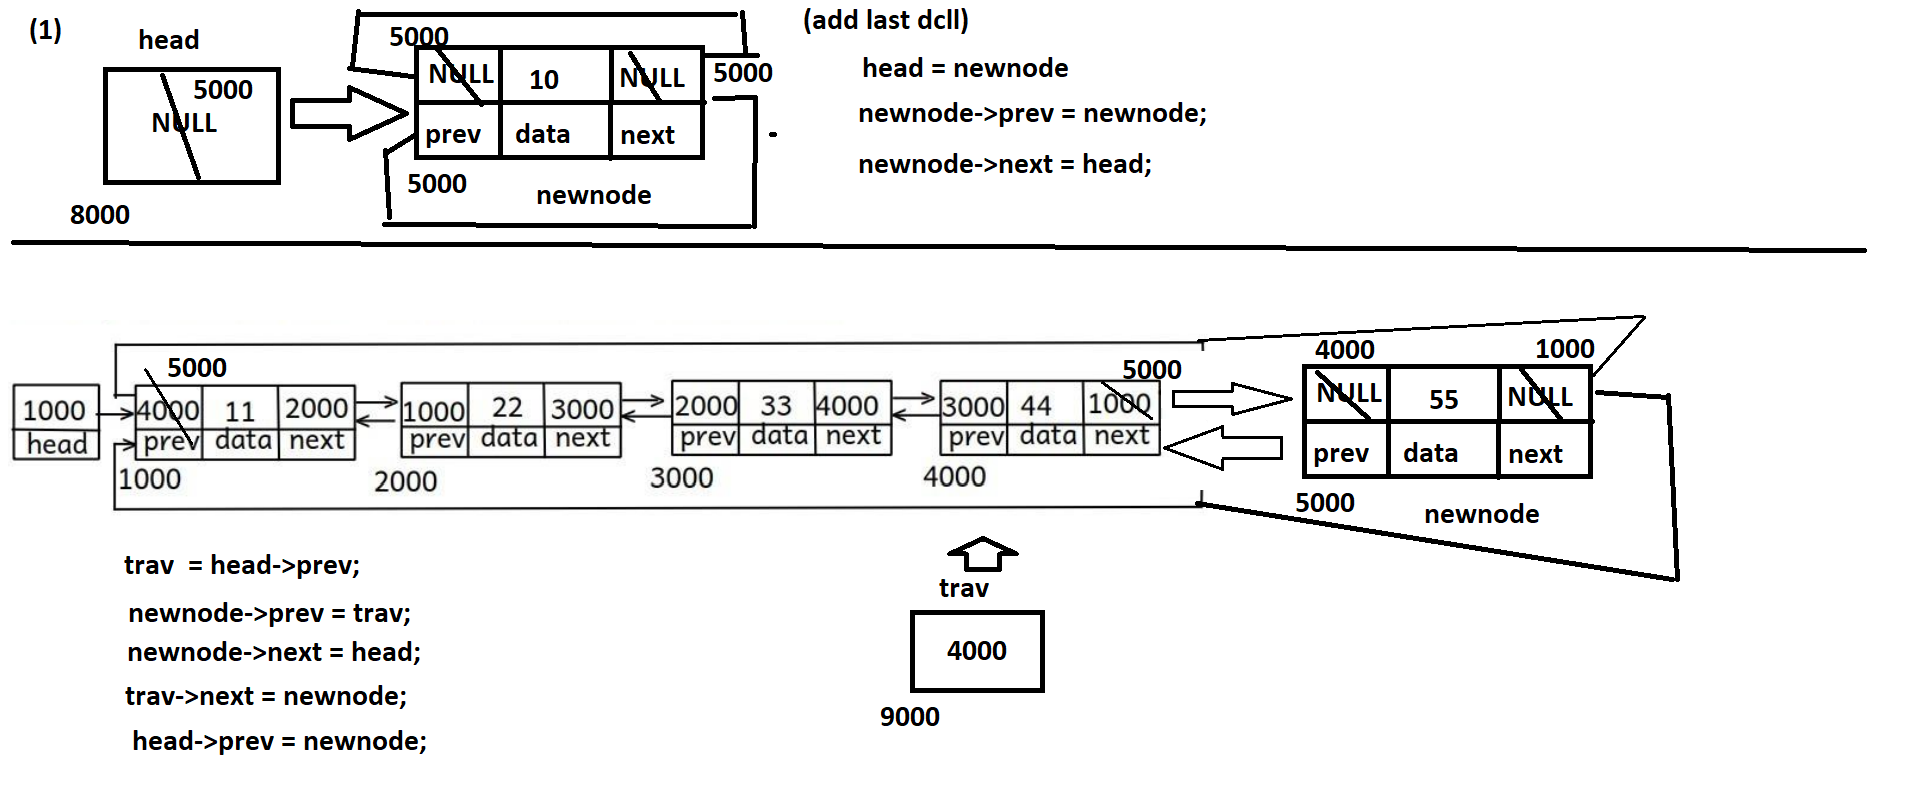 (1)
head
5000
NULL
8000
5000
NULL 10 NULL
5000
prev data next
5000
newnode
(add last dcll)
head = newnode
newnode->prev = newnode;
newnode->next = head;
5000
5000
4000
1000
1000
head
4000 11 2000
prev data next
1000
1000 22 3000
prev data next
2000
2000 33 4000
prev data next
3000
3000 44 1000
prev data next
4000
NULL 55 NULL
prev data next
5000
newnode
trav = head->prev;
newnode->prev = trav;
newnode->next = head;
trav->next = newnode;
head->prev = newnode;
trav
4000
9000